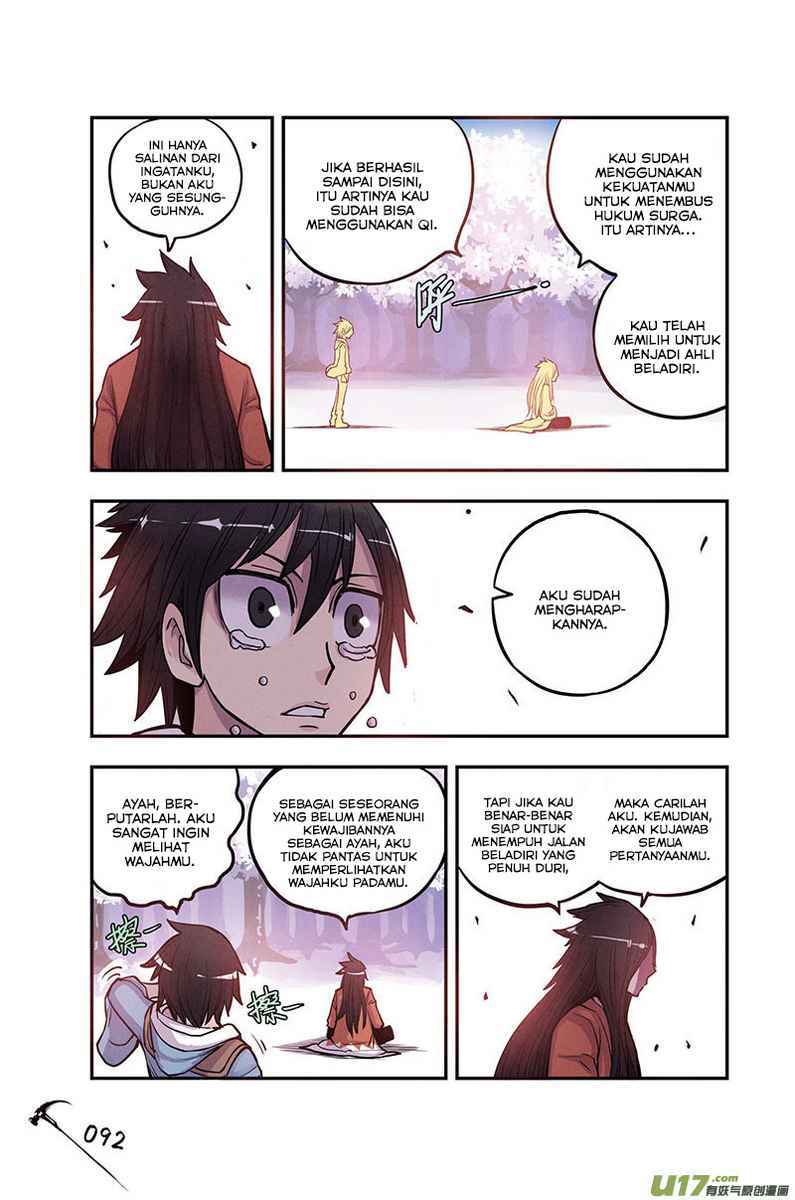 INI HANYA
SALINAN DARI
INGATANKU,
BUKAN AKU
YANG SESUNG-
GUHNYA.
JIKA BERHASIL
SAMPAI DISINI,
ITU ARTINYA KAU
SUDAH BISA
MENGGUNAKAN QI.
KAU SUDAH
MENGGUNAKAN
KEKUATANMU
UNTUK MENEMBUS
HUKUM SURGA.
ITU ARTINYA...
呼一
KAU TELAH
MEMILIH UNTUK
MENJADI AHLI
BELADIRI.
AKU SUDAH
MENGHARAP-
KANNYA.
AYAH, BER-
PUTARLAH. AKU
SANGAT INGIN
MELIHAT
WAJAHMU.
SEBAGAI SESEORANG
YANG BELUM MEMENUHI
KEWAJIBANNYA
SEBAGAI AYAH, AKU
TIDAK PANTAS UNTUK
MEMPERLIHATKAN
WAJAHKU PADAMU.
擦一
擦一
TAPI JIKA KAU
BENAR-BENAR
SIAP UNTUK
MENEMPUH JALAN
BELADIRI YANG
PENUH DURI,
MAKA CARILAH
AKU. KEMUDIAN,
AKAN KUJAWAB
SEMUA
PERTANYAANMU.
092
U17.com
有妖气原创漫画